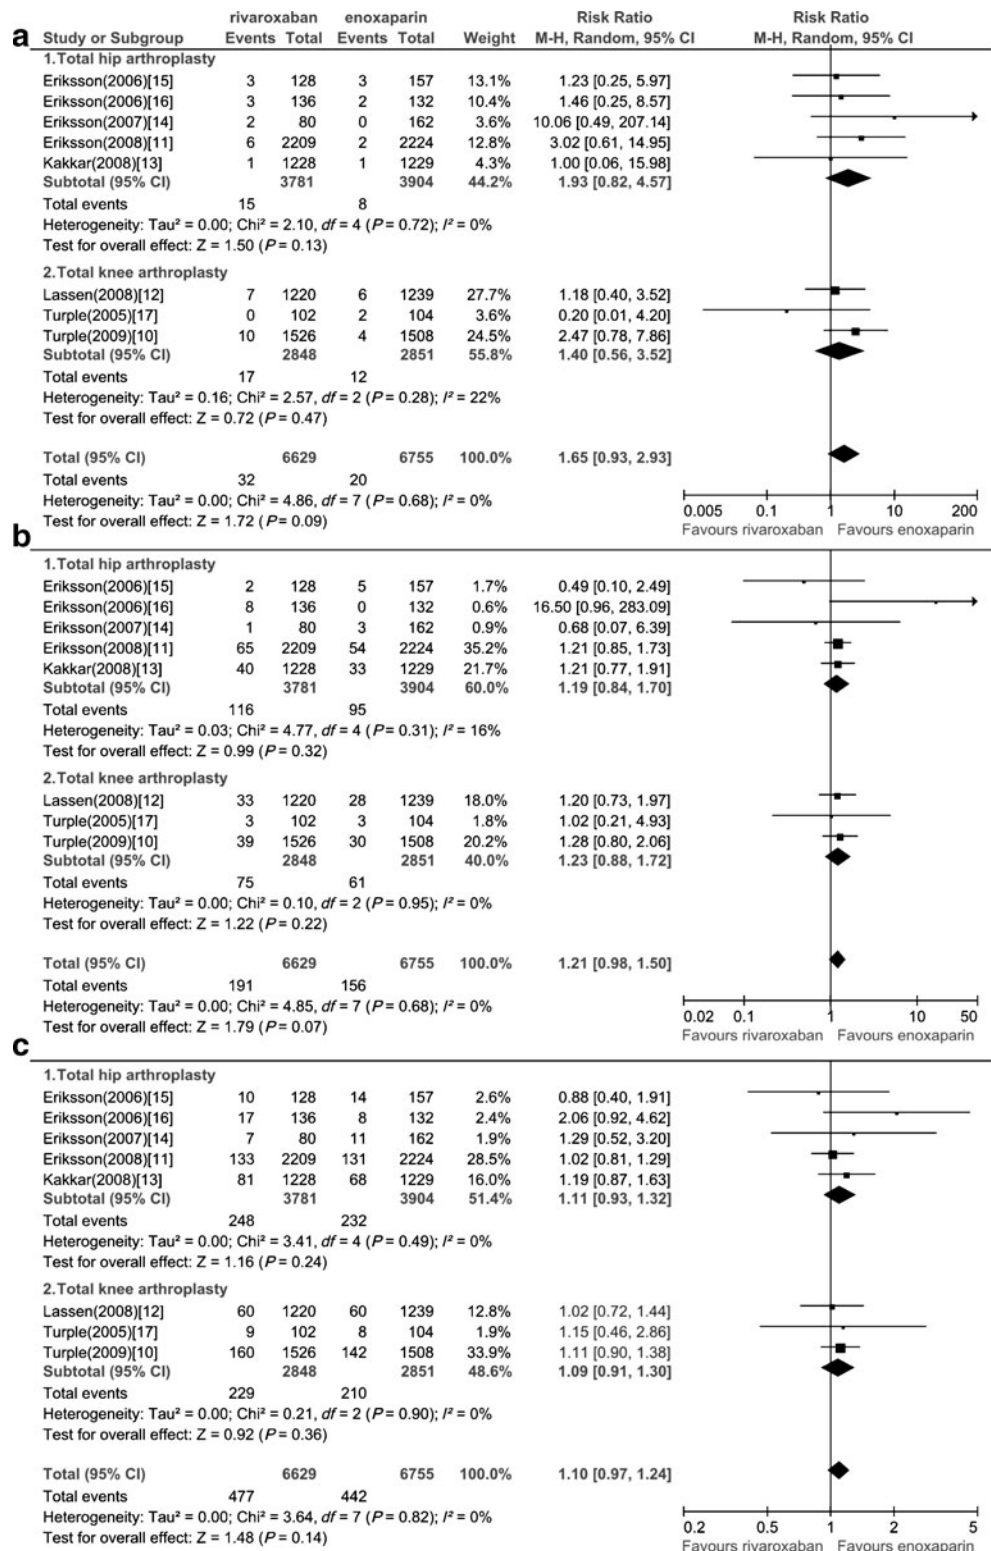 rivaroxaban enoxaparin Risk Ratio Risk Ratio
a Study or Subgroup Events Total Events Total Weight M-H, Random, 95% CI M-H, Random, 95% CI
1.Total hip arthroplasty
Eriksson(2006)[15] 3 128 3 157 13.1% 1.23 [0.25, 5.97]
Eriksson(2006)[16] 3 136 2 132 10.4% 1.46 [0.25, 8.57]
Eriksson(2007)[14] 2 80 0 162 3.6% 10.06 [0.49, 207.14]
Eriksson(2008)[11] 6 2209 2 2224 12.8% 3.02 [0.61, 14.95]
Kakkar(2008)[13] 1 1228 1 1229 4.3% 1.00 [0.06, 15.98]
Subtotal (95% CI) 3781 3904 44.2% 1.93 [0.82, 4.57]
Total events 15 8
Heterogeneity: Tau² = 0.00; Chi² = 2.10, df = 4 (P = 0.72); I² = 0%
Test for overall effect: Z = 1.50 (P = 0.13)
2.Total knee arthroplasty
Lassen(2008)[12] 7 1220 6 1239 27.7% 1.18 [0.40, 3.52]
Turple(2005)[17] 0 102 2 104 3.6% 0.20 [0.01, 4.20]
Turple(2009)[10] 10 1526 4 1508 24.5% 2.47 [0.78, 7.86]
Subtotal (95% CI) 2848 2851 55.8% 1.40 [0.56, 3.52]
Total events 17 12
Heterogeneity: Tau² = 0.16; Chi² = 2.57, df = 2 (P = 0.28); I² = 22%
Test for overall effect: Z = 0.72 (P = 0.47)
Total (95% CI) 6629 6755 100.0% 1.65 [0.93, 2.93]
Total events 32 20
Heterogeneity: Tau² = 0.00; Chi² = 4.86, df = 7 (P = 0.68); I² = 0%
Test for overall effect: Z = 1.72 (P = 0.09)
0.005 0.1 1 10 200
Favours rivaroxaban Favours enoxaparin
b
1.Total hip arthroplasty
Eriksson(2006)[15] 2 128 5 157 1.7% 0.49 [0.10, 2.49]
Eriksson(2006)[16] 8 136 0 132 0.6% 16.50 [0.96, 283.09]
Eriksson(2007)[14] 1 80 3 162 0.9% 0.68 [0.07, 6.39]
Eriksson(2008)[11] 65 2209 54 2224 35.2% 1.21 [0.85, 1.73]
Kakkar(2008)[13] 40 1228 33 1229 21.7% 1.21 [0.77, 1.91]
Subtotal (95% CI) 3781 3904 60.0% 1.19 [0.84, 1.70]
Total events 116 95
Heterogeneity: Tau² = 0.03; Chi² = 4.77, df = 4 (P = 0.31); I² = 16%
Test for overall effect: Z = 0.99 (P = 0.32)
2.Total knee arthroplasty
Lassen(2008)[12] 33 1220 28 1239 18.0% 1.20 [0.73, 1.97]
Turple(2005)[17] 3 102 3 104 1.8% 1.02 [0.21, 4.93]
Turple(2009)[10] 39 1526 30 1508 20.2% 1.28 [0.80, 2.06]
Subtotal (95% CI) 2848 2851 40.0% 1.23 [0.88, 1.72]
Total events 75 61
Heterogeneity: Tau² = 0.00; Chi² = 0.10, df = 2 (P = 0.95); I² = 0%
Test for overall effect: Z = 1.22 (P = 0.22)
Total (95% CI) 6629 6755 100.0% 1.21 [0.98, 1.50]
Total events 191 156
Heterogeneity: Tau² = 0.00; Chi² = 4.85, df = 7 (P = 0.68); I² = 0%
Test for overall effect: Z = 1.79 (P = 0.07)
0.02 0.1 1 10 50
Favours rivaroxaban Favours enoxaparin
c
1.Total hip arthroplasty
Eriksson(2006)[15] 10 128 14 157 2.6% 0.88 [0.40, 1.91]
Eriksson(2006)[16] 17 136 8 132 2.4% 2.06 [0.92, 4.62]
Eriksson(2007)[14] 7 80 11 162 1.9% 1.29 [0.52, 3.20]
Eriksson(2008)[11] 133 2209 131 2224 28.5% 1.02 [0.81, 1.29]
Kakkar(2008)[13] 81 1228 68 1229 16.0% 1.19 [0.87, 1.63]
Subtotal (95% CI) 3781 3904 51.4% 1.11 [0.93, 1.32]
Total events 248 232
Heterogeneity: Tau² = 0.00; Chi² = 3.41, df = 4 (P = 0.49); I² = 0%
Test for overall effect: Z = 1.16 (P = 0.24)
2.Total knee arthroplasty
Lassen(2008)[12] 60 1220 60 1239 12.8% 1.02 [0.72, 1.44]
Turple(2005)[17] 9 102 8 104 1.9% 1.15 [0.46, 2.86]
Turple(2009)[10] 160 1526 142 1508 33.9% 1.11 [0.90, 1.38]
Subtotal (95% CI) 2848 2851 48.6% 1.09 [0.91, 1.30]
Total events 229 210
Heterogeneity: Tau² = 0.00; Chi² = 0.21, df = 2 (P = 0.90); I² = 0%
Test for overall effect: Z = 0.92 (P = 0.36)
Total (95% CI) 6629 6755 100.0% 1.10 [0.97, 1.24]
Total events 477 442
Heterogeneity: Tau² = 0.00; Chi² = 3.64, df = 7 (P = 0.82); I² = 0%
Test for overall effect: Z = 1.48 (P = 0.14)
0.2 0.5 1 2 5
Favours rivaroxaban Favours enoxaparin